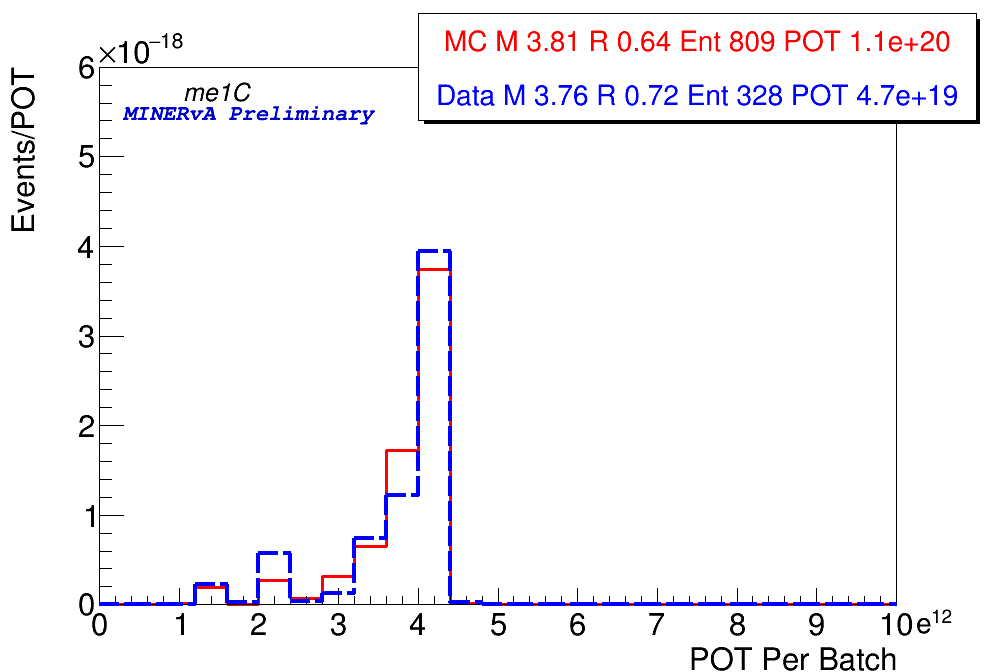 ×10⁻¹⁸
MC M 3.81 R 0.64 Ent 809 POT 1.1e+20
Data M 3.76 R 0.72 Ent 328 POT 4.7e+19
me1C
MINERvA Preliminary
Events/POT
6
5
4
3
2
1
0
0 1 2 3 4 5 6 7 8 9 10 e12
POT Per Batch